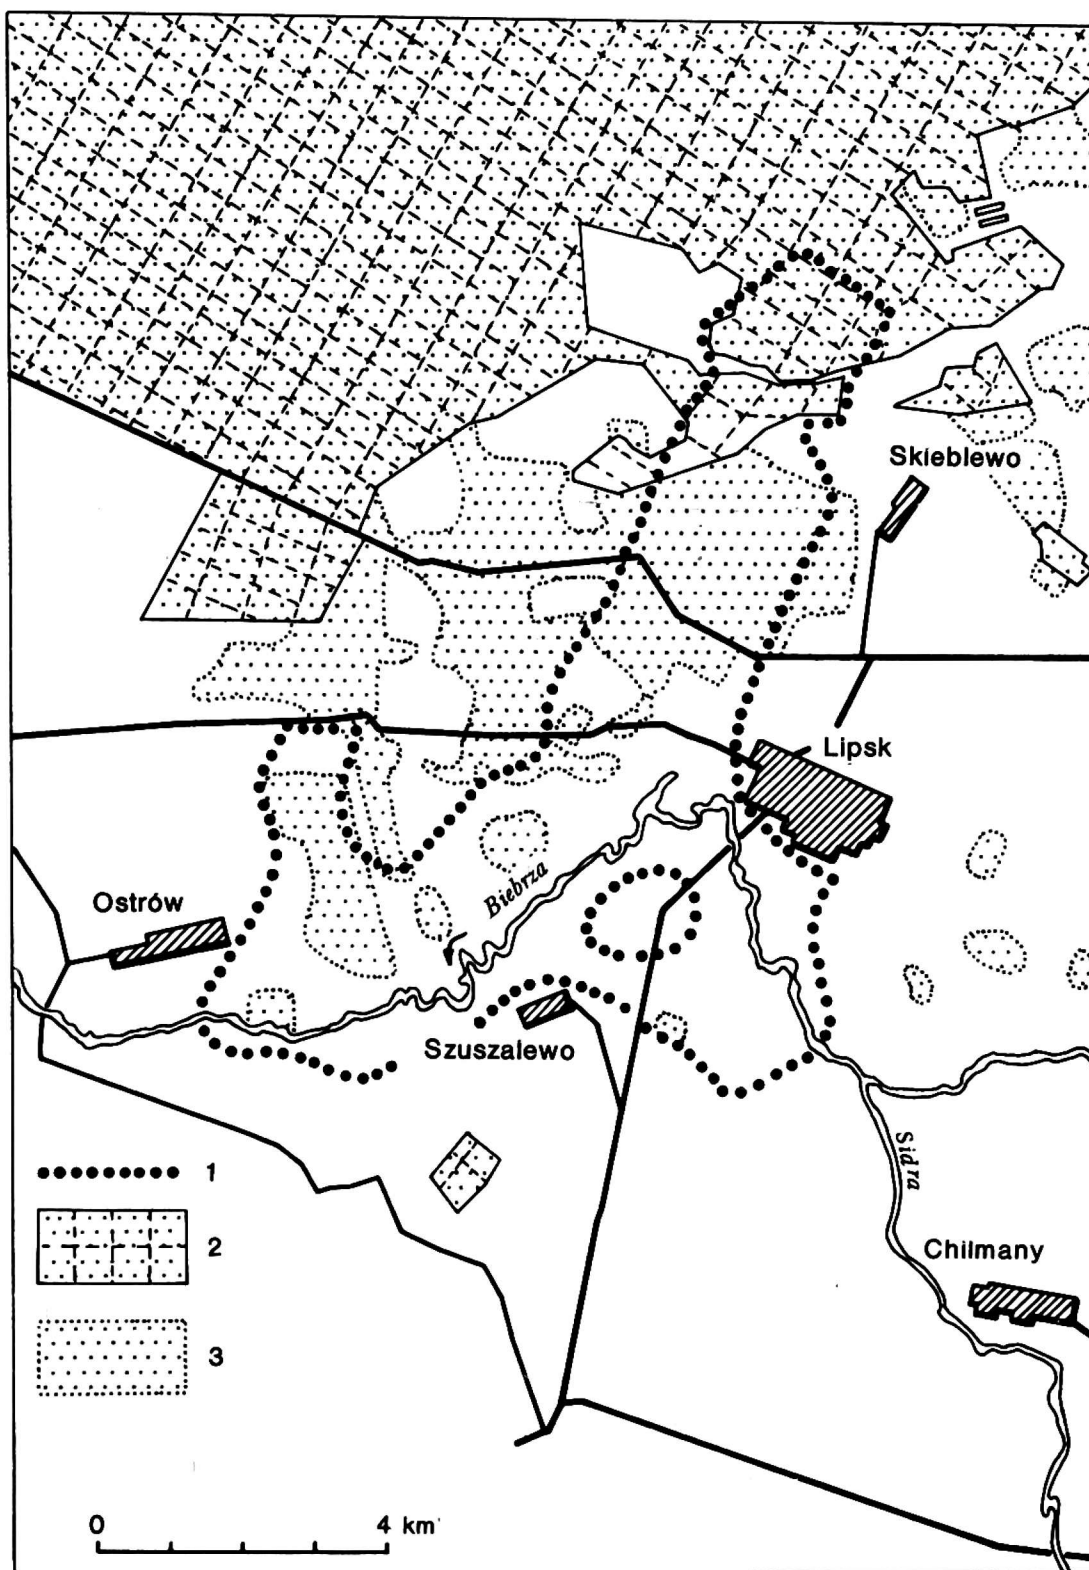 Skieblewo
Lipsk
Biebrza
Ostrów
Szuszalewo
1
Sidra
2
Chilmany
3
0 4 km